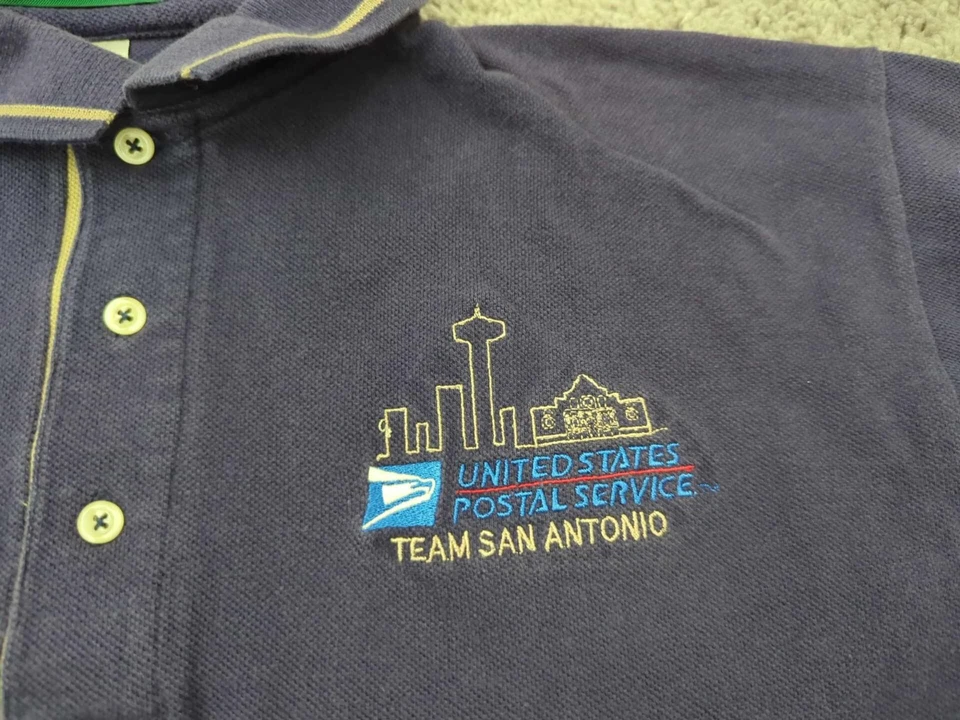 UNITED STATES
POSTAL SERVICE
TEAM SAN ANTONIO